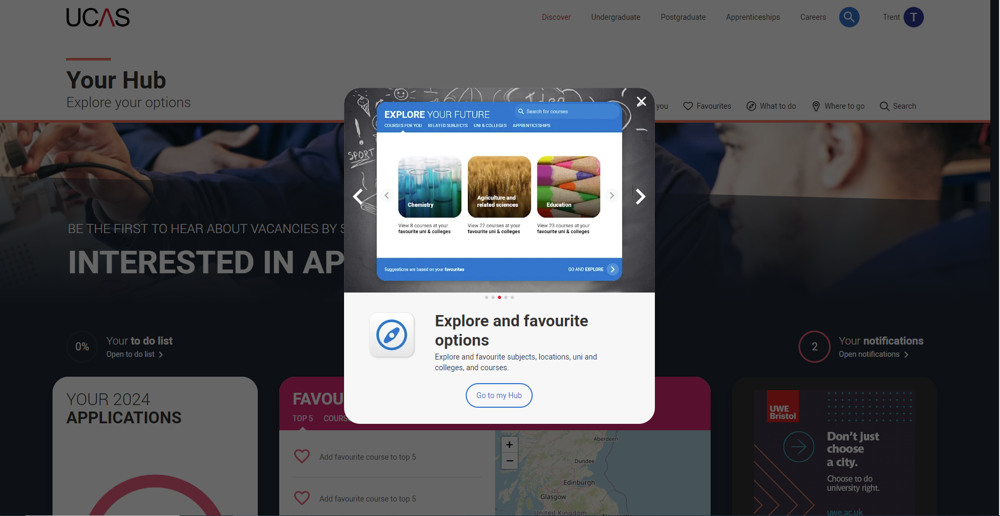 UCAS
Discover
Undergraduate
Postgraduate
Apprenticeships
Careers
Trent
T
Your Hub
Explore your options
you
Favourites
What to do
Where to go
Search
BE THE FIRST TO HEAR ABOUT VACANCIES BY S
INTERESTED IN AP
Idea
SPORT
EXPLORE YOUR FUTURE
Search for courses
COURSES FOR YOU
RELATED SUBJECTS
UNI & COLLEGES
APPRENTICESHIPS
Chemistry
Agriculture and
related sciences
Education
View 8 courses at your
favourite uni & colleges
View 22 courses at your
favourite uni & colleges
View 23 courses at your
favourite uni & colleges
Suggestions are based on your favourites
GO AND EXPLORE
Explore and favourite
options
Explore and favourite subjects, locations, uni and
colleges, and courses.
Go to my Hub
0%
Your to do list
Open to do list
2
Your notifications
Open notifications
YOUR 2024
APPLICATIONS
FAVOU
TOP 5
COURS
Add favourite course to top 5
Add favourite course to top 5
+
−
Aberdeen
Dundee
Edinburgh
Glasgow
United Kingdom
UWE
Bristol
Don't just
choose
a city.
Choose to do
university right.
uwe.ac.uk